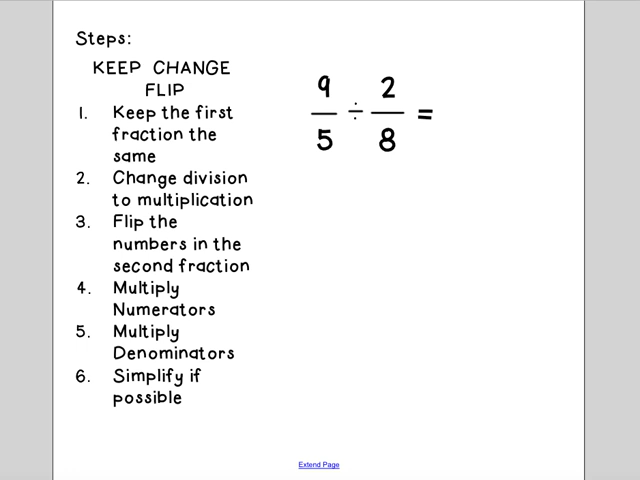 Steps:
KEEP CHANGE
FLIP
1. Keep the first
fraction the
same
2. Change division
to multiplication
3. Flip the
numbers in the
second fraction
4. Multiply
Numerators
5. Multiply
Denominators
6. Simplify if
possible
9 2
÷ =
5 8
Extend Page